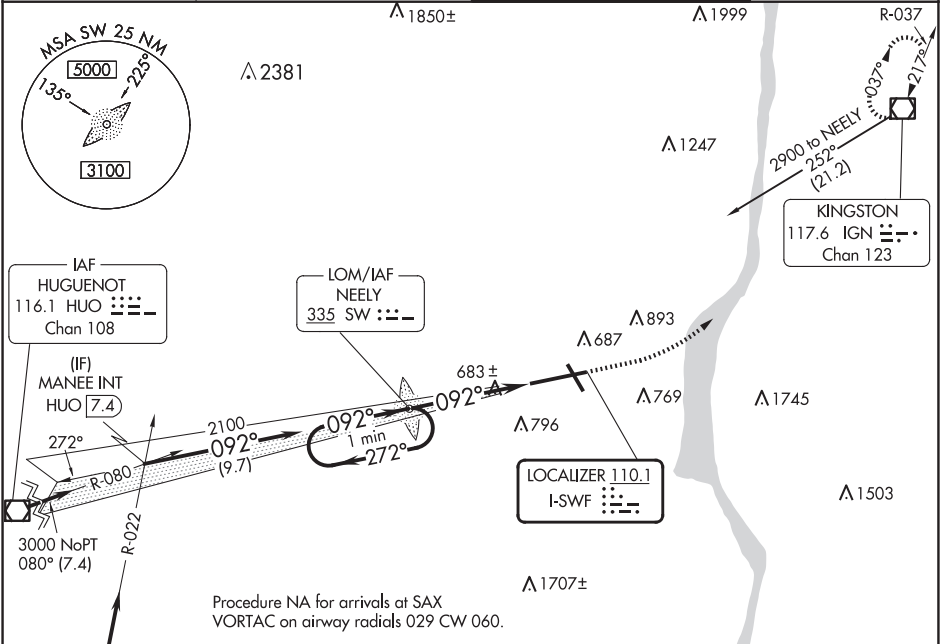 1850±
1999
R-037
MSA SW 25 NM
5000
135°
225°
3100
2381
037°
217°
1247
2900 to NEELY
252°
(21.2)
KINGSTON
117.6 IGN
Chan 123
IAF
HUGUENOT
116.1 HUO
Chan 108
LOM/IAF
NEELY
335 SW
(IF)
MANEE INT
HUO 7.4
893
687
683±
092°
769
1745
796
2100
092°
1 min
272°
092°
(9.7)
272°
R-080
R-022
3000 NoPT
080° (7.4)
LOCALIZER 110.1
I-SWF
1503
1707±
Procedure NA for arrivals at SAX
VORTAC on airway radials 029 CW 060.